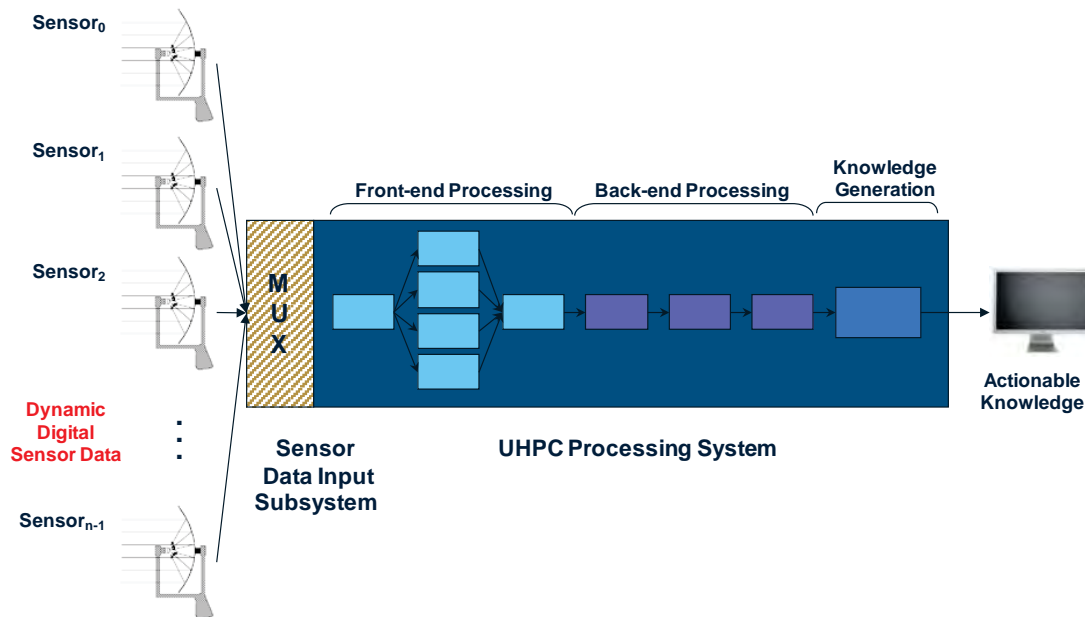 Sensor0
Sensor1
Sensor2
Dynamic
Digital
Sensor Data
Sensorn-1
M
U
X
Sensor
Data Input
Subsystem
Front-end Processing
Back-end Processing
Knowledge
Generation
UHPC Processing System
Actionable
Knowledge